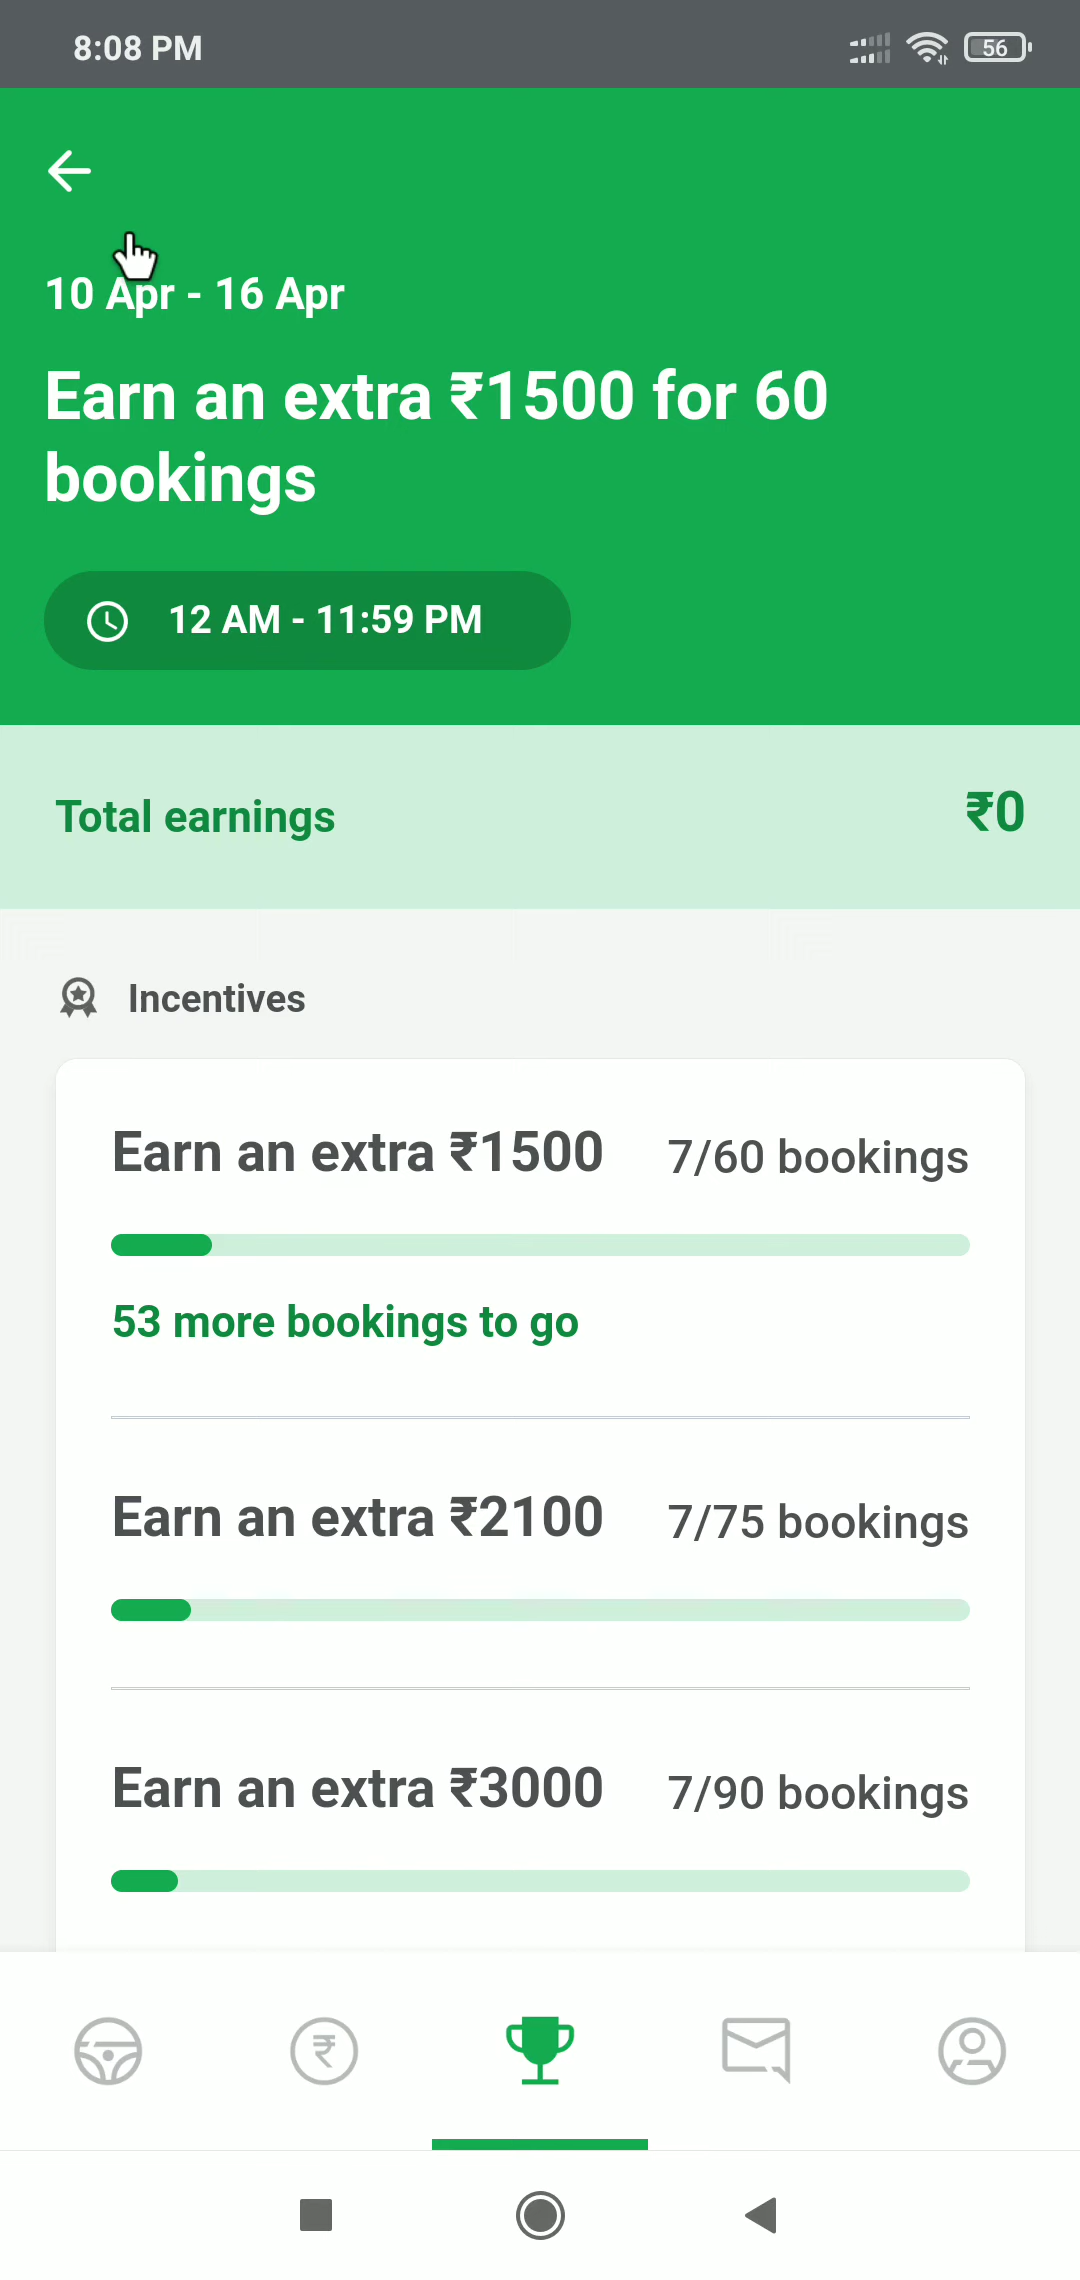 8:08 PM
56
10 Apr - 16 Apr
Earn an extra ₹1500 for 60
bookings
12 AM - 11:59 PM
Total earnings ₹0
Incentives
Earn an extra ₹1500 7/60 bookings
53 more bookings to go
Earn an extra ₹2100 7/75 bookings
Earn an extra ₹3000 7/90 bookings
₹